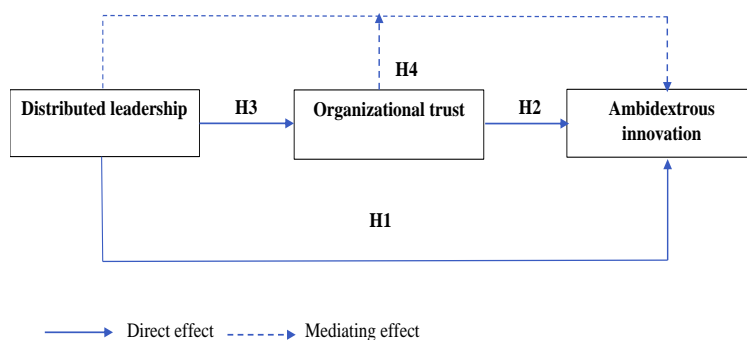 H4
Distributed leadership
H3
Organizational trust
H2
Ambidextrous
innovation
H1
Direct effect
Mediating effect